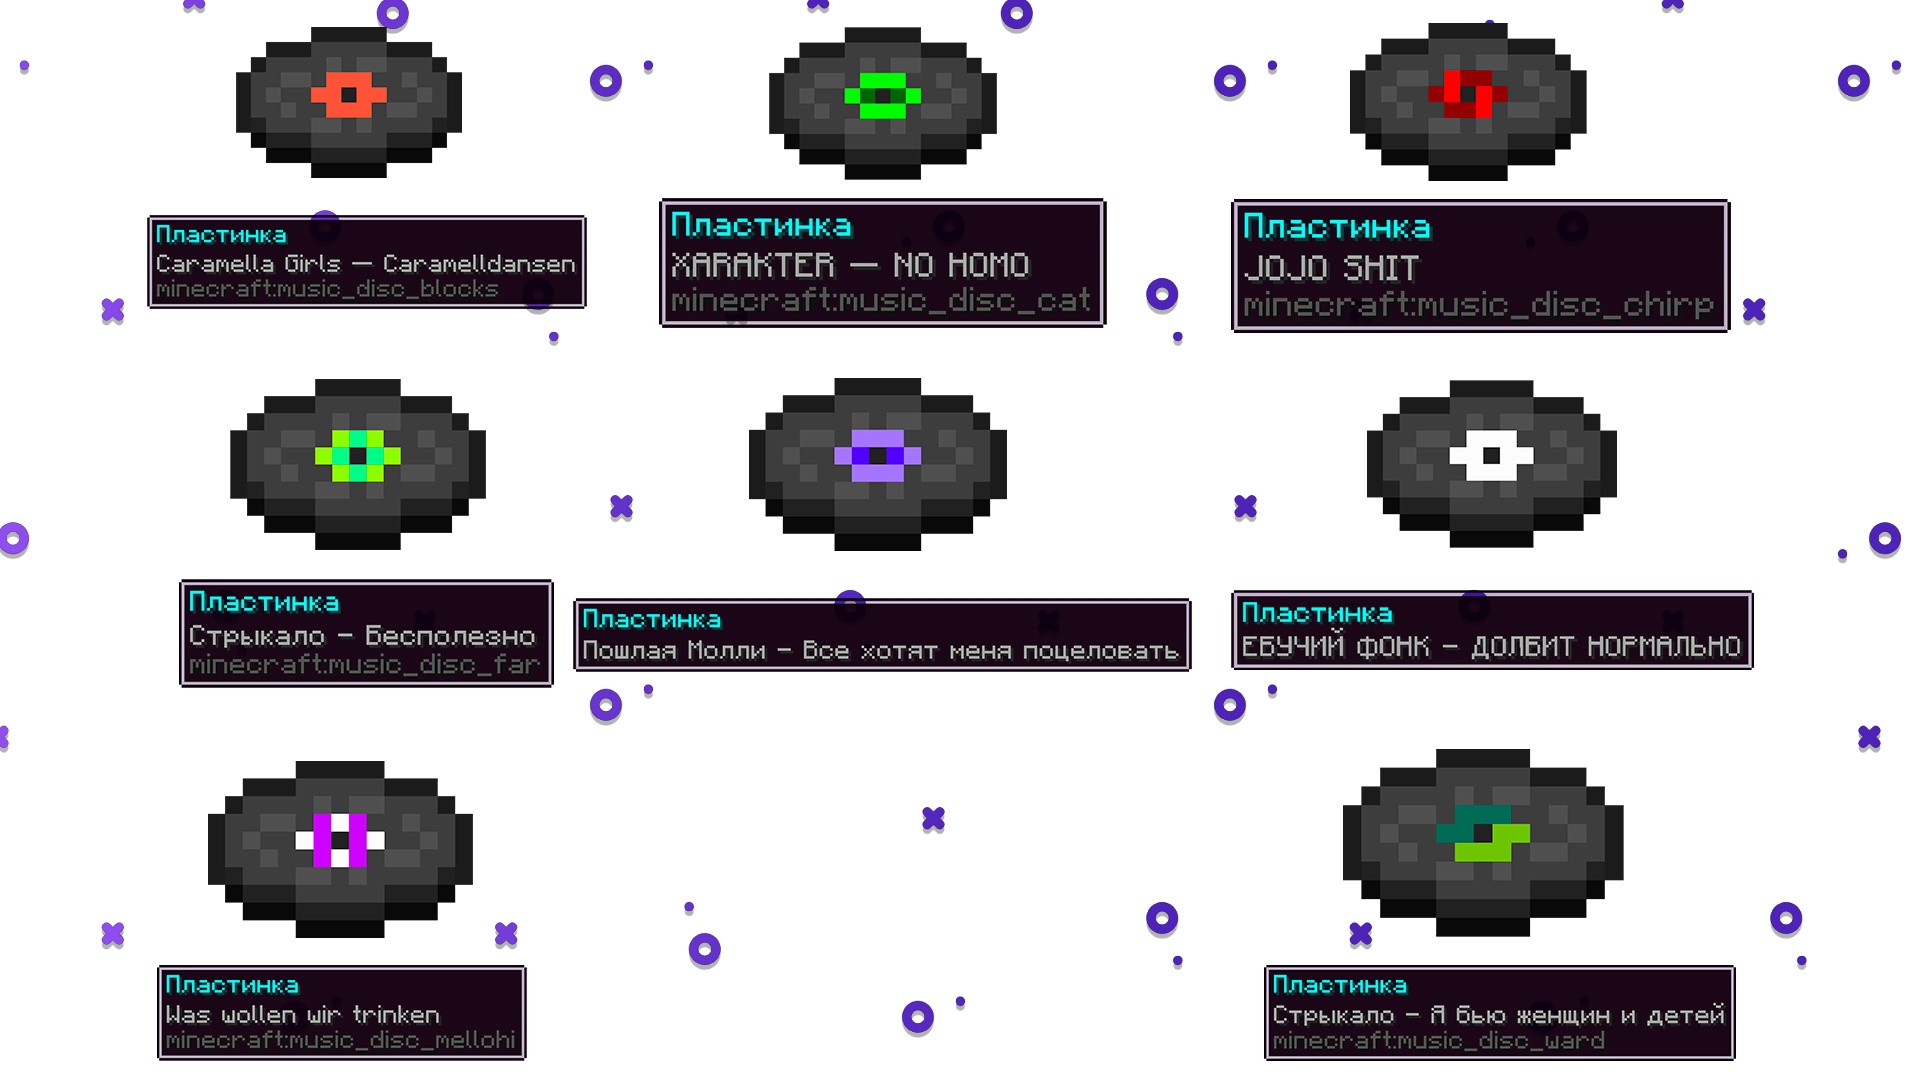 Пластинка
Caramella Girls — Caramelldansen
minecraft:music_disc_blocks
Пластинка
XARAKTER — NO HOMO
minecraft:music_disc_cat
Пластинка
JOJO SHIT
minecraft:music_disc_chirp
Пластинка
Стрыкало - Бесполезно
minecraft:music_disc_far
Пластинка
Пошлая Молли - Все хотят меня поцеловать
Пластинка
ЕБУЧИЙ ФОНК - ДОЛБИТ НОРМАЛЬНО
Пластинка
Was wollen wir trinken
minecraft:music_disc_mellohi
Пластинка
Стрыкало - Я бью женщин и детей
minecraft:music_disc_ward